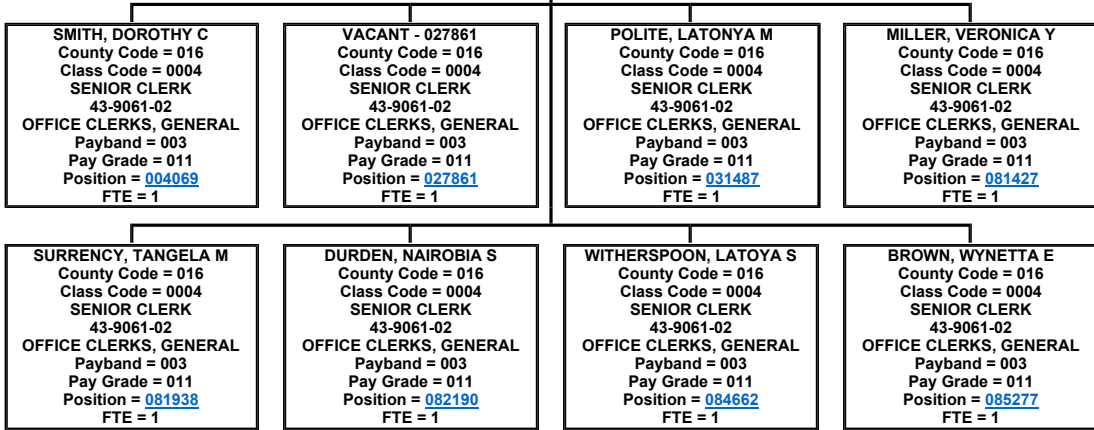 SMITH, DOROTHY C
County Code = 016
Class Code = 0004
SENIOR CLERK
43-9061-02
OFFICE CLERKS, GENERAL
Payband = 003
Pay Grade = 011
Position = 004069
FTE = 1
VACANT - 027861
County Code = 016
Class Code = 0004
SENIOR CLERK
43-9061-02
OFFICE CLERKS, GENERAL
Payband = 003
Pay Grade = 011
Position = 027861
FTE = 1
POLITE, LATONYA M
County Code = 016
Class Code = 0004
SENIOR CLERK
43-9061-02
OFFICE CLERKS, GENERAL
Payband = 003
Pay Grade = 011
Position = 031487
FTE = 1
MILLER, VERONICA Y
County Code = 016
Class Code = 0004
SENIOR CLERK
43-9061-02
OFFICE CLERKS, GENERAL
Payband = 003
Pay Grade = 011
Position = 081427
FTE = 1
SURRENCY, TANGELA M
County Code = 016
Class Code = 0004
SENIOR CLERK
43-9061-02
OFFICE CLERKS, GENERAL
Payband = 003
Pay Grade = 011
Position = 081938
FTE = 1
DURDEN, NAIROBIA S
County Code = 016
Class Code = 0004
SENIOR CLERK
43-9061-02
OFFICE CLERKS, GENERAL
Payband = 003
Pay Grade = 011
Position = 082190
FTE = 1
WITHERSPOON, LATOYA S
County Code = 016
Class Code = 0004
SENIOR CLERK
43-9061-02
OFFICE CLERKS, GENERAL
Payband = 003
Pay Grade = 011
Position = 084662
FTE = 1
BROWN, WYNETTA E
County Code = 016
Class Code = 0004
SENIOR CLERK
43-9061-02
OFFICE CLERKS, GENERAL
Payband = 003
Pay Grade = 011
Position = 085277
FTE = 1